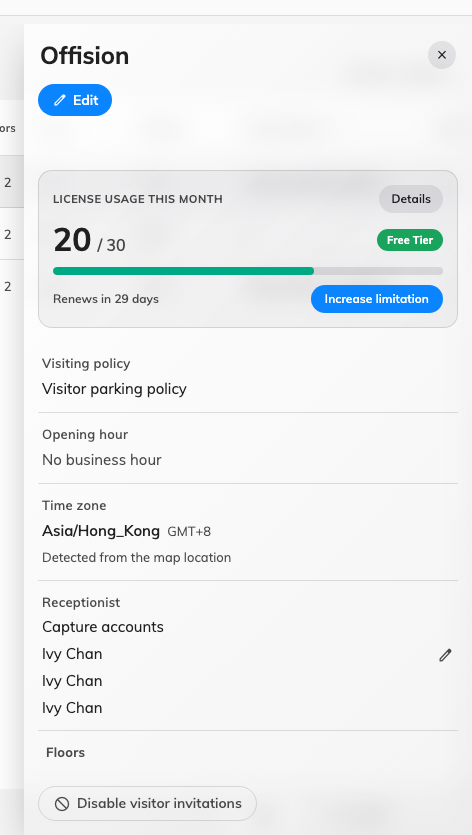 Offision
Edit
ors
2
2
2
LICENSE USAGE THIS MONTH
Details
20 / 30
Free Tier
Renews in 29 days
Increase limitation
Visiting policy
Visitor parking policy
Opening hour
No business hour
Time zone
Asia/Hong_Kong GMT+8
Detected from the map location
Receptionist
Capture accounts
Ivy Chan
Ivy Chan
Ivy Chan
Floors
Disable visitor invitations